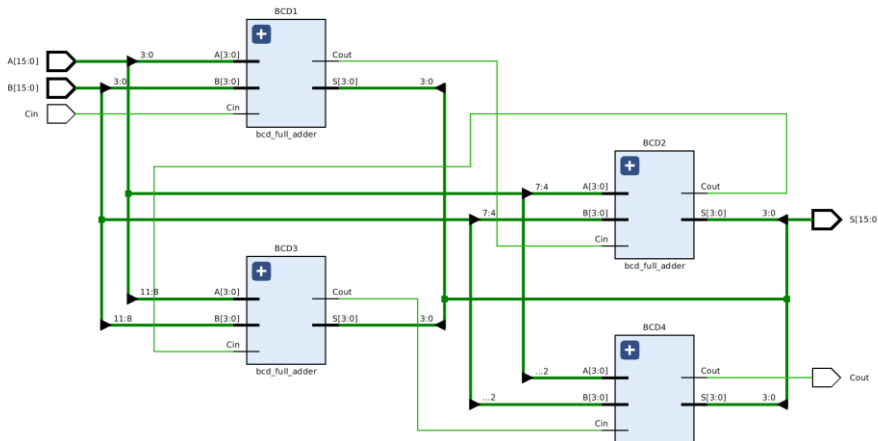 BCD1
A[15:0]
3:0
A[3:0]
Cout
B[15:0]
3:0
B[3:0]
S[3:0]
3:0
Cin
Cin
bcd_full_adder
BCD2
7:4
A[3:0]
Cout
7:4
B[3:0]
S[3:0]
3:0
S[15:0
Cin
bcd_full_adder
BCD3
11:8
A[3:0]
Cout
11:8
B[3:0]
S[3:0]
3:0
Cin
bcd_full_adder
BCD4
...2
A[3:0]
Cout
Cout
...2
B[3:0]
S[3:0]
3:0
Cin